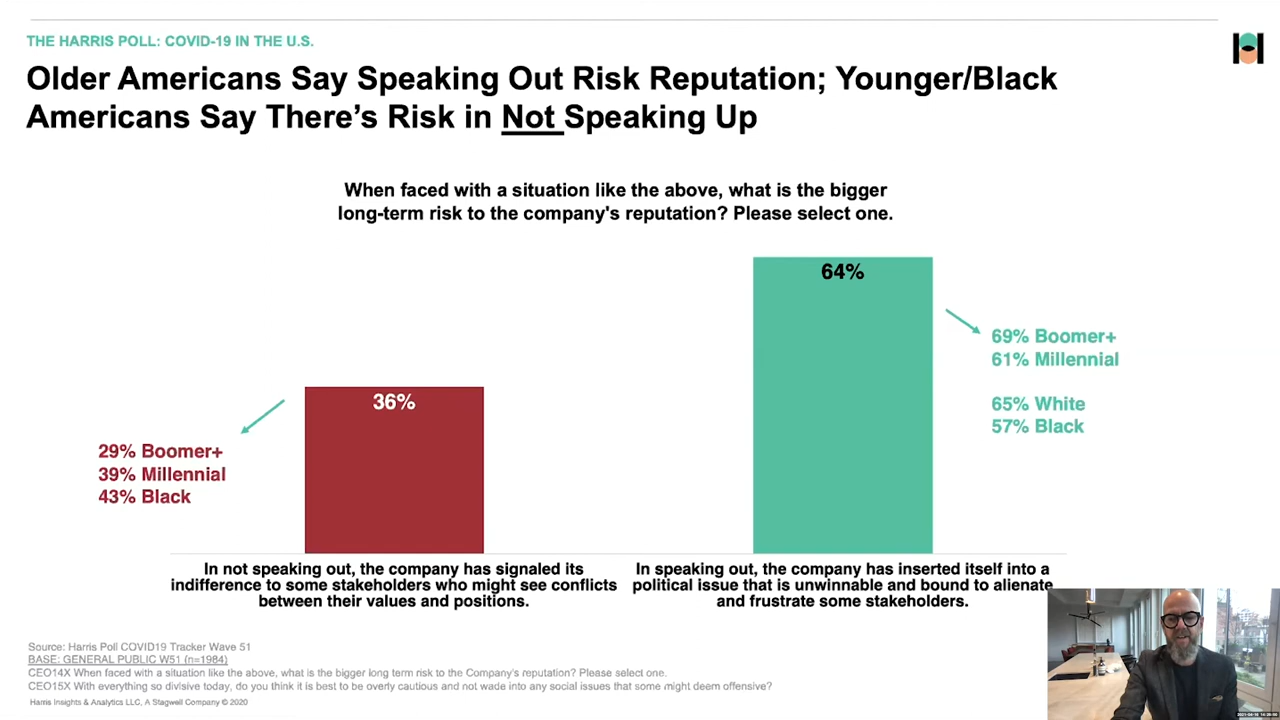 THE HARRIS POLL: COVID-19 IN THE U.S.
Older Americans Say Speaking Out Risk Reputation; Younger/Black
Americans Say There's Risk in Not Speaking Up
When faced with a situation like the above, what is the bigger
long-term risk to the company's reputation? Please select one.
64%
69% Boomer+
61% Millennial
65% White
57% Black
36%
29% Boomer+
39% Millennial
43% Black
In not speaking out, the company has signaled its
indifference to some stakeholders who might see conflicts
between their values and positions.
In speaking out, the company has inserted itself into a
political issue that is unwinnable and bound to alienate
and frustrate some stakeholders.
Source: Harris Poll COVID19 Tracker Wave 51
BASE: GENERAL PUBLIC W51 (n=1984)
CEO14X When faced with a situation like the above, what is the bigger long term risk to the Company's reputation? Please select one.
CEO15X With everything so divisive today, do you think it is best to be overly cautious and not wade into any social issues that some might deem offensive?
Harris Insights & Analytics LLC, A Stagwell Company © 2020